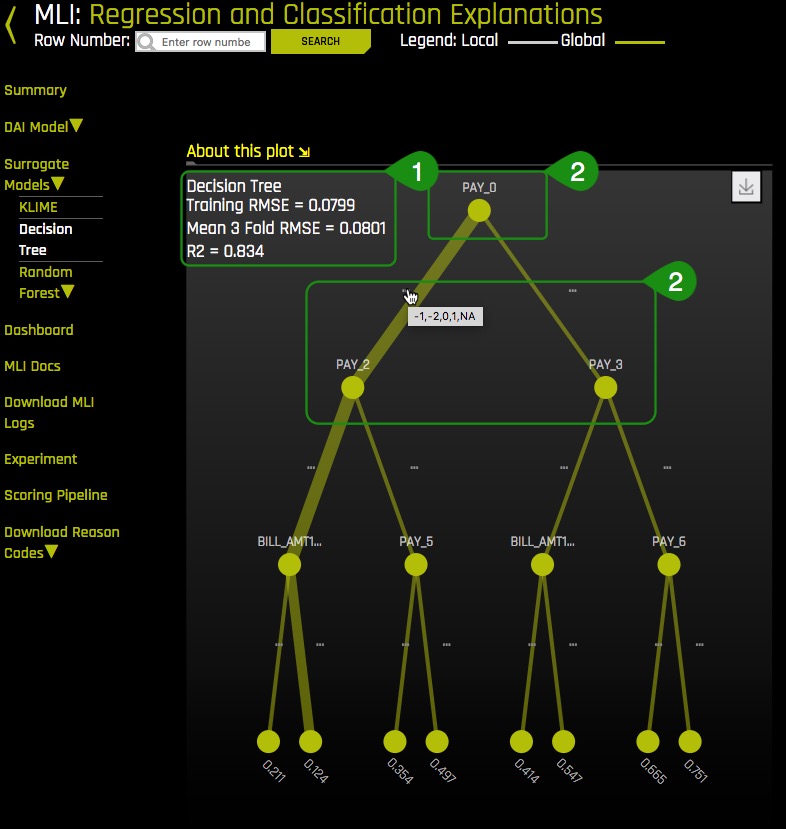 MLI: Regression and Classification Explanations
Row Number: Enter row numbe SEARCH Legend: Local Global
Summary
DAI Model
Surrogate
Models
KLIME
Decision
Tree
Random
Forest
Dashboard
MLI Docs
Download MLI
Logs
Experiment
Scoring Pipeline
Download Reason
Codes
About this plot
1
2
Decision Tree
Training RMSE = 0.0799
Mean 3 Fold RMSE = 0.0801
R2 = 0.834
PAY_0
2
... ...
-1,-2,0,1,NA
PAY_2 PAY_3
... ... ... ...
BILL_AMT1... PAY_5 BILL_AMT1... PAY_6
... ... ... ... ... ... ... ...
0.211 0.124 0.354 0.497 0.414 0.547 0.665 0.751